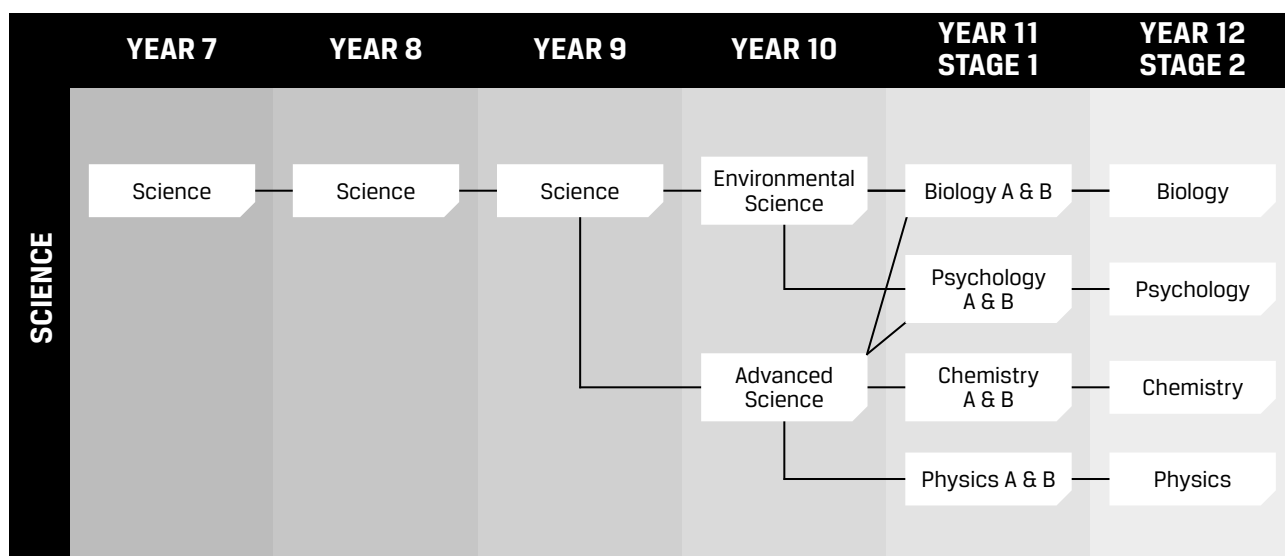 YEAR 7
YEAR 8
YEAR 9
YEAR 10
YEAR 11
STAGE 1
YEAR 12
STAGE 2
SCIENCE
Science
Science
Science
Environmental
Science
Biology A & B
Biology
Psychology
A & B
Psychology
Advanced
Science
Chemistry
A & B
Chemistry
Physics A & B
Physics